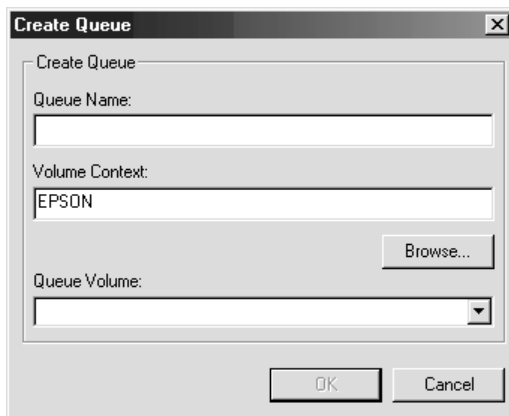 Create Queue
Create Queue
Queue Name:
Volume Context:
EPSON
Browse...
Queue Volume:
OK Cancel